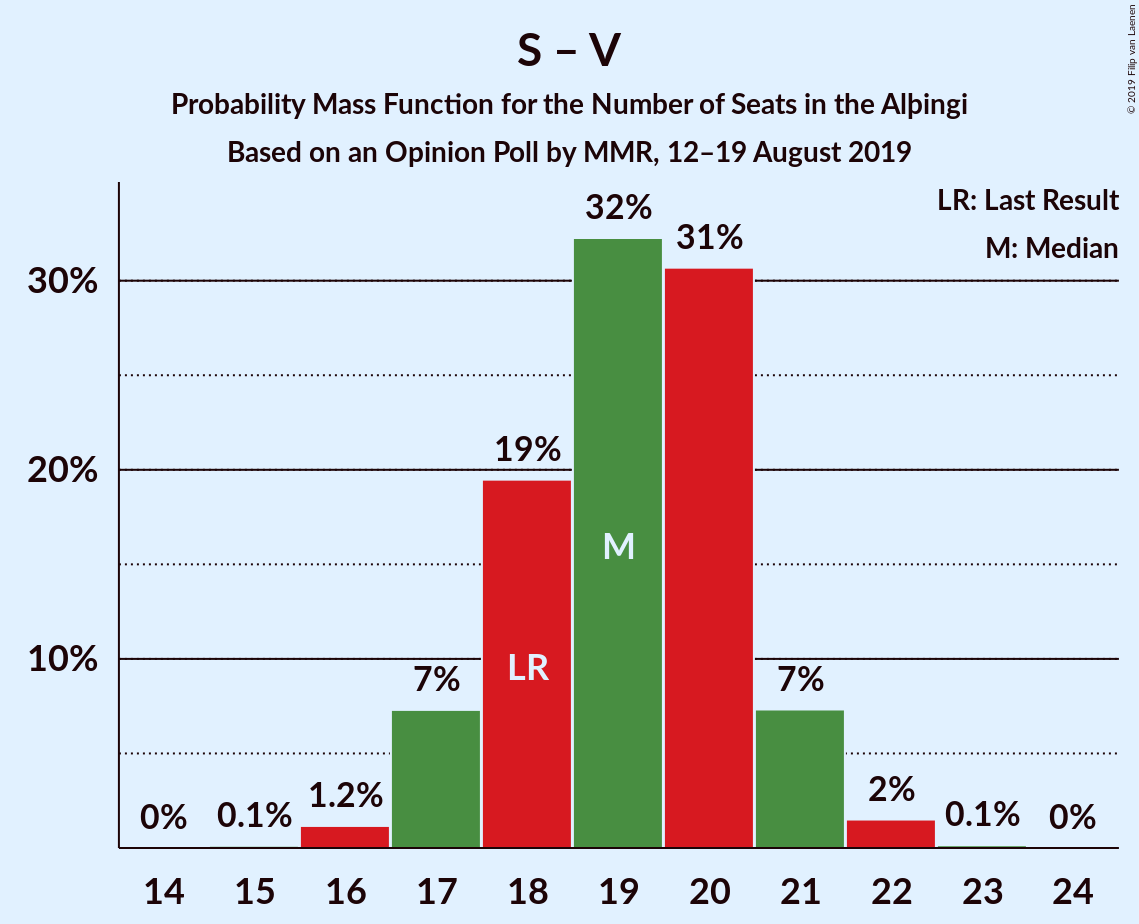 S – V
Probability Mass Function for the Number of Seats in the Alþingi
Based on an Opinion Poll by MMR, 12–19 August 2019
© 2019 Filip van Laenen
LR: Last Result
M: Median
32%
31%
30%
20%
19%
M
10%
LR
7%
7%
1.2%
2%
0%
0.1%
0.1%
0%
14 15 16 17 18 19 20 21 22 23 24